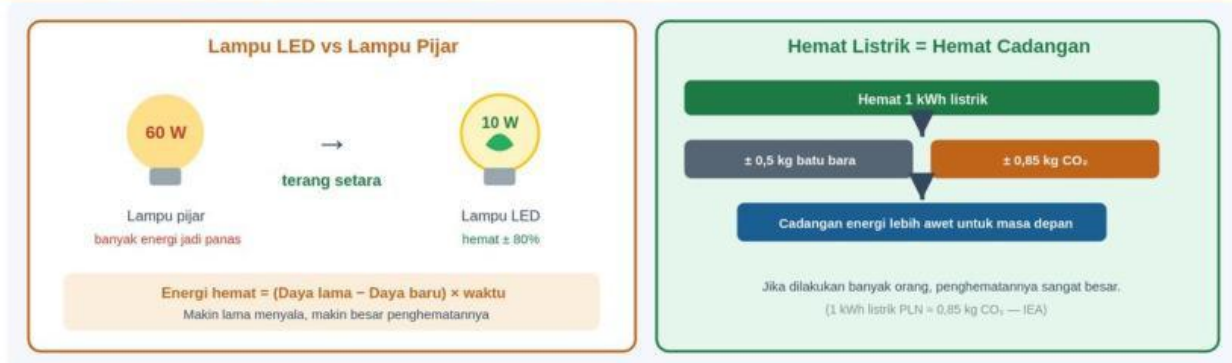 Lampu LED vs Lampu Pijar
60 W
→
terang setara
10 W
Lampu pijar
banyak energi jadi panas
Lampu LED
hemat ± 80%
Energi hemat = (Daya lama − Daya baru) × waktu
Makin lama menyala, makin besar penghematannya
Hemat Listrik = Hemat Cadangan
Hemat 1 kWh listrik
± 0,5 kg batu bara
± 0,85 kg CO₂
Cadangan energi lebih awet untuk masa depan
Jika dilakukan banyak orang, penghematannya sangat besar.
(1 kWh listrik PLN ≈ 0,85 kg CO₂ — IEA)